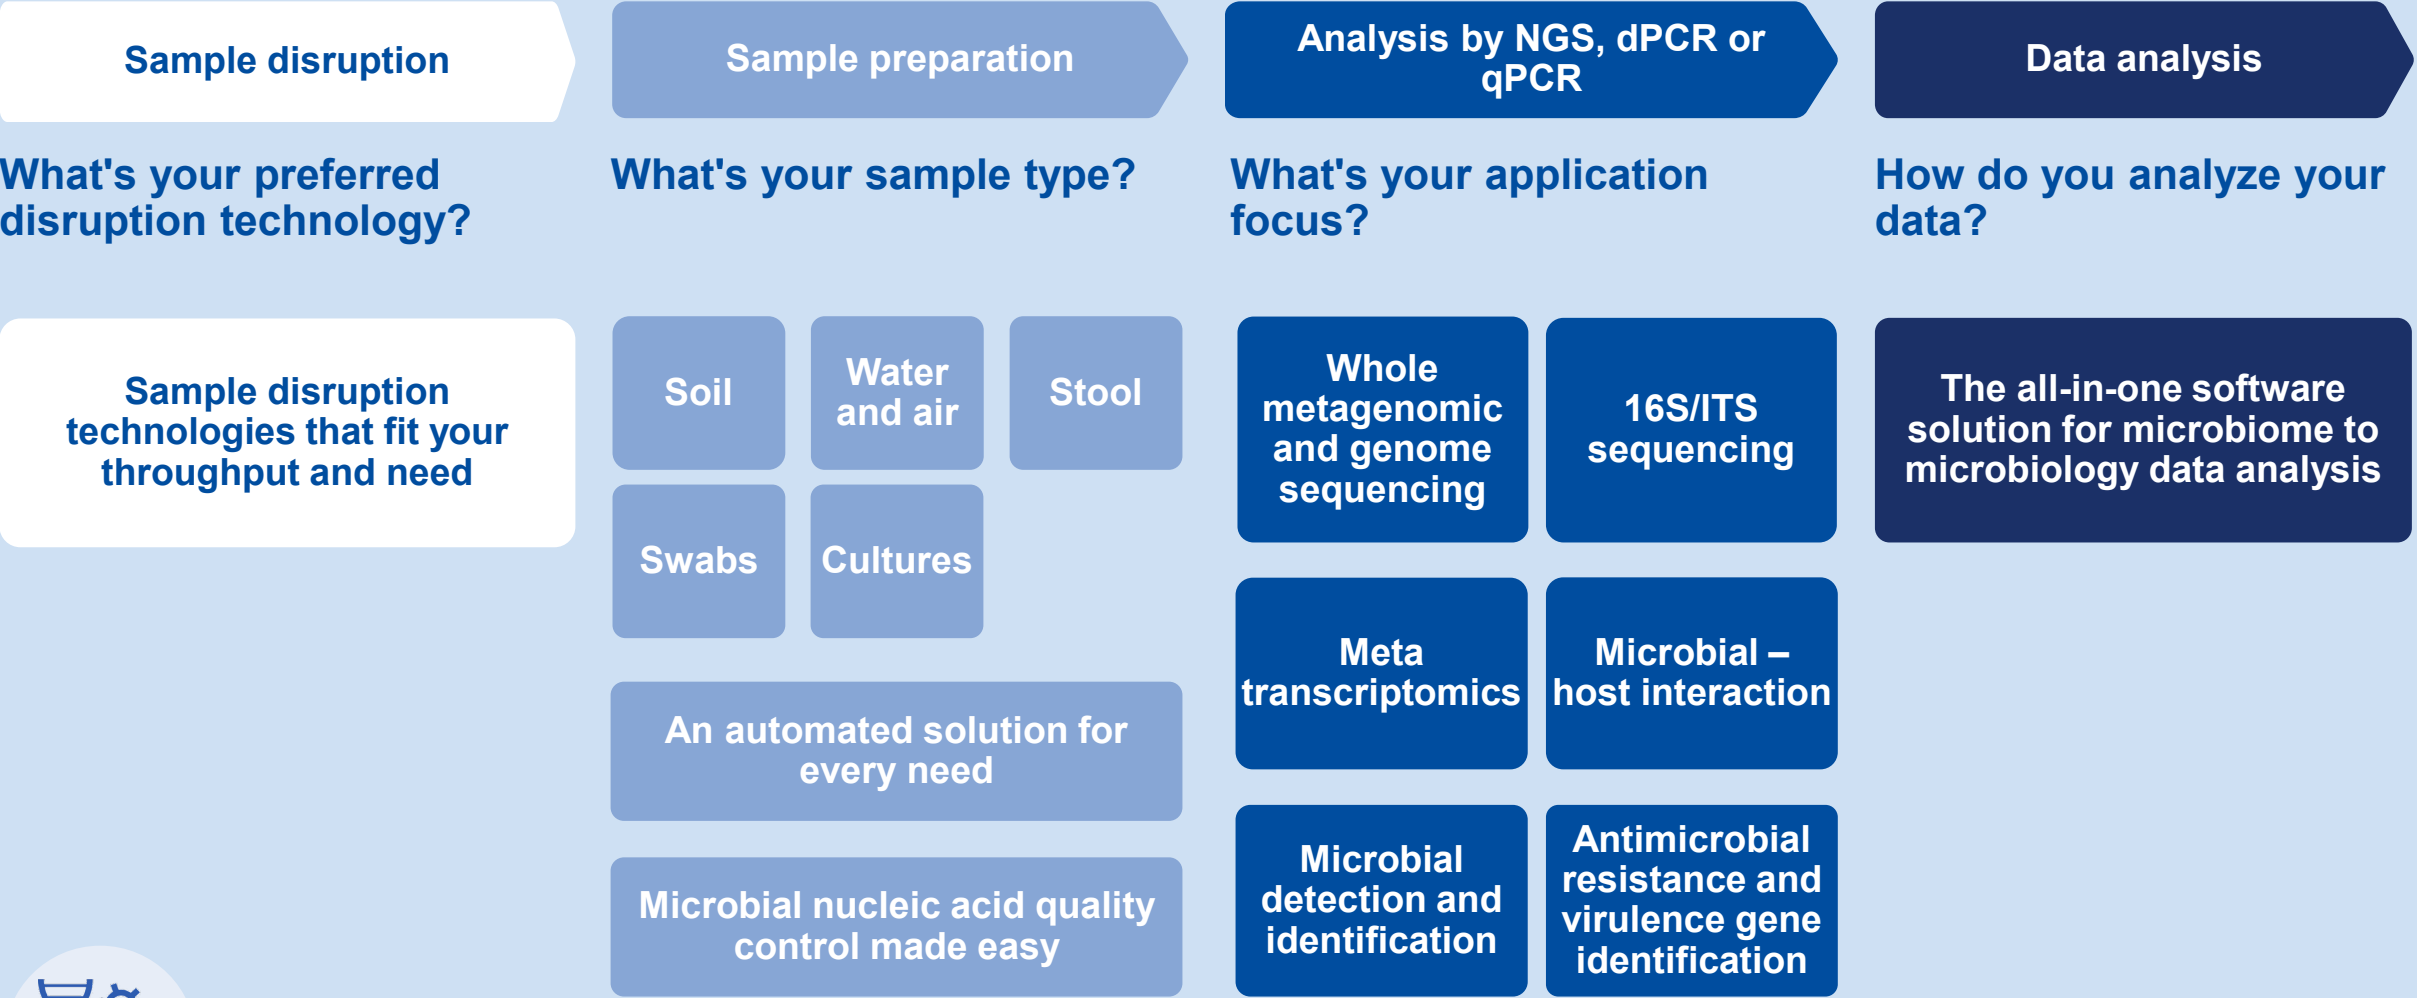 Sample disruption
Sample preparation
Analysis by NGS, dPCR or
qPCR
Data analysis
What's your preferred
disruption technology?
What's your sample type?
What's your application
focus?
How do you analyze your
data?
Sample disruption
technologies that fit your
throughput and need
Soil
Water
and air
Stool
Swabs
Cultures
An automated solution for
every need
Microbial nucleic acid quality
control made easy
Whole
metagenomic
and genome
sequencing
16S/ITS
sequencing
Meta
transcriptomics
Microbial –
host interaction
Microbial
detection and
identification
Antimicrobial
resistance and
virulence gene
identification
The all-in-one software
solution for microbiome to
microbiology data analysis